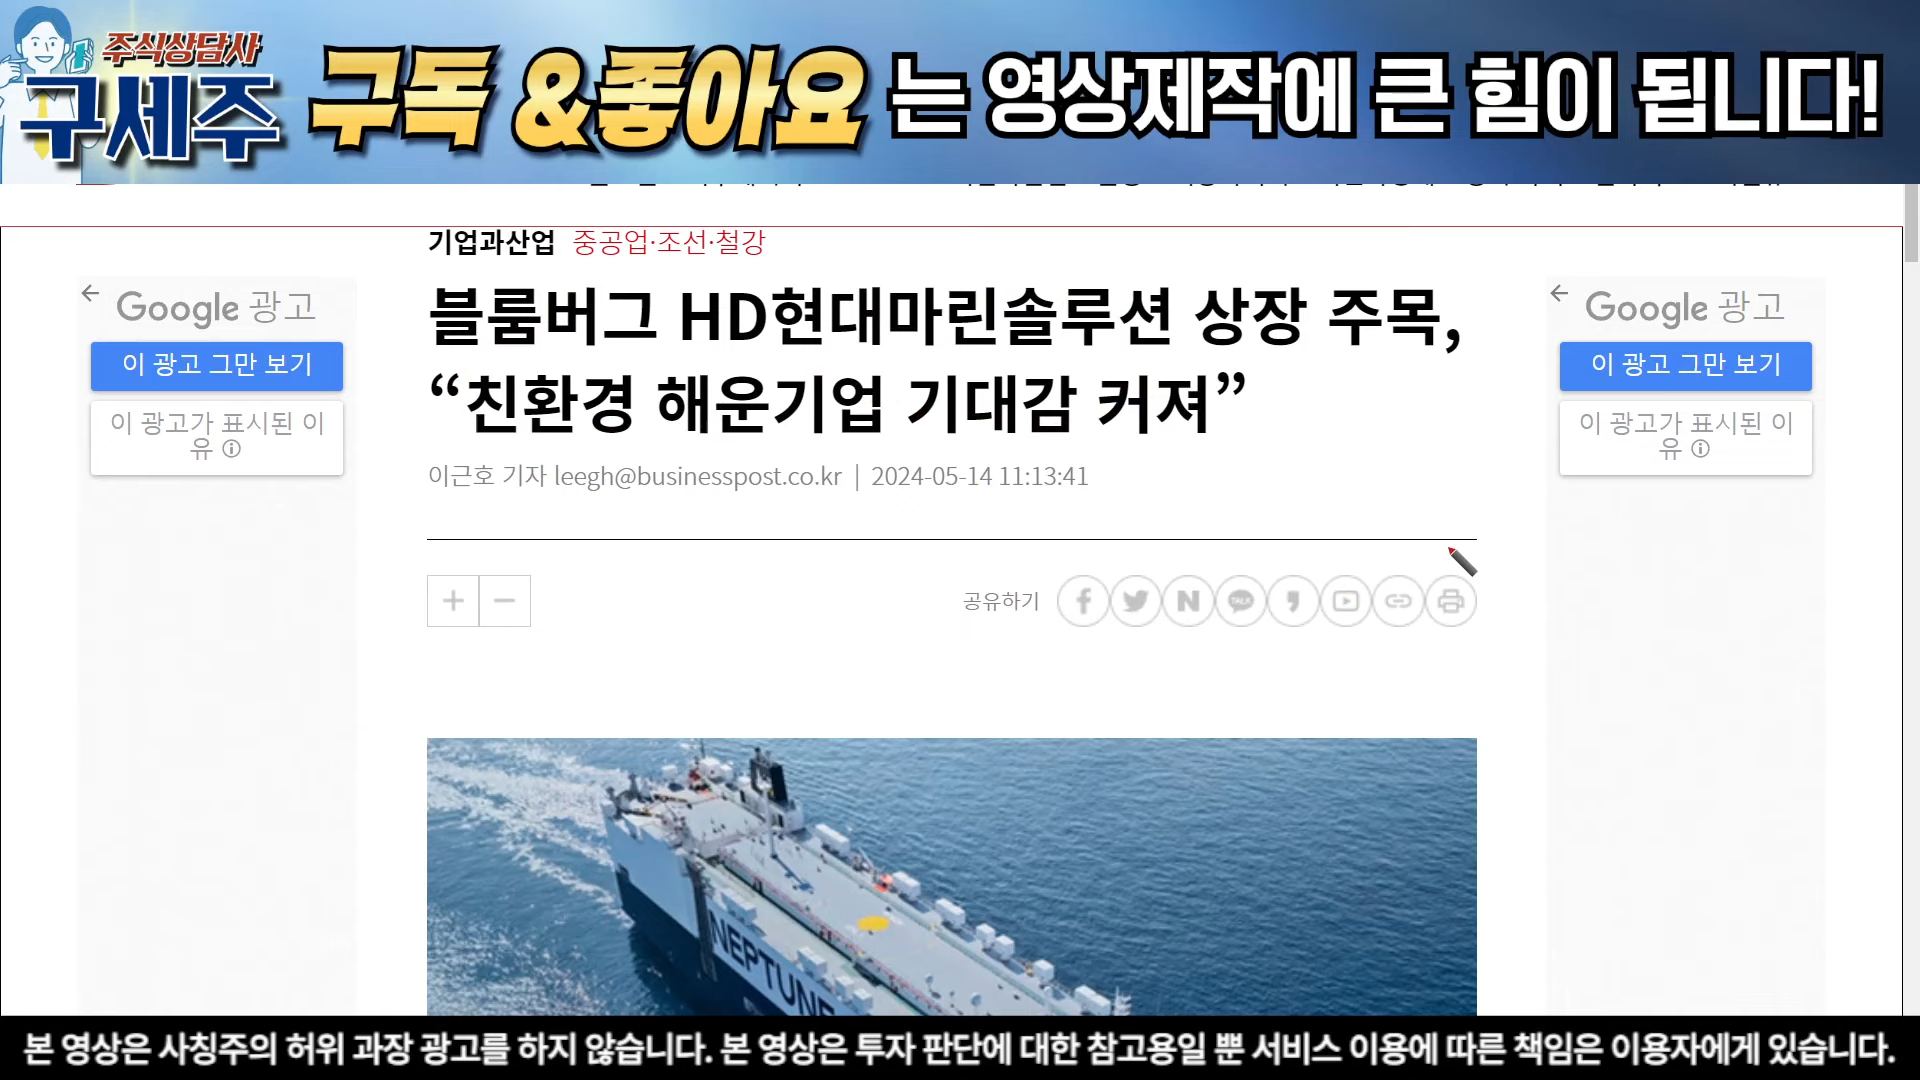 주식상담사
구세주
구독 &좋아요 는 영상제작에 큰 힘이 됩니다!
기업과산업 중공업·조선·철강
Google 광고
이 광고 그만 보기
이 광고가 표시된 이
유
블룸버그 HD현대마린솔루션 상장 주목,
“친환경 해운기업 기대감 커져”
이근호 기자 leegh@businesspost.co.kr | 2024-05-14 11:13:41
공유하기
N
TALK
Google 광고
이 광고 그만 보기
이 광고가 표시된 이
유
NEPTUNE
본 영상은 사칭주의 허위 과장 광고를 하지 않습니다. 본 영상은 투자 판단에 대한 참고용일 뿐 서비스 이용에 따른 책임은 이용자에게 있습니다.